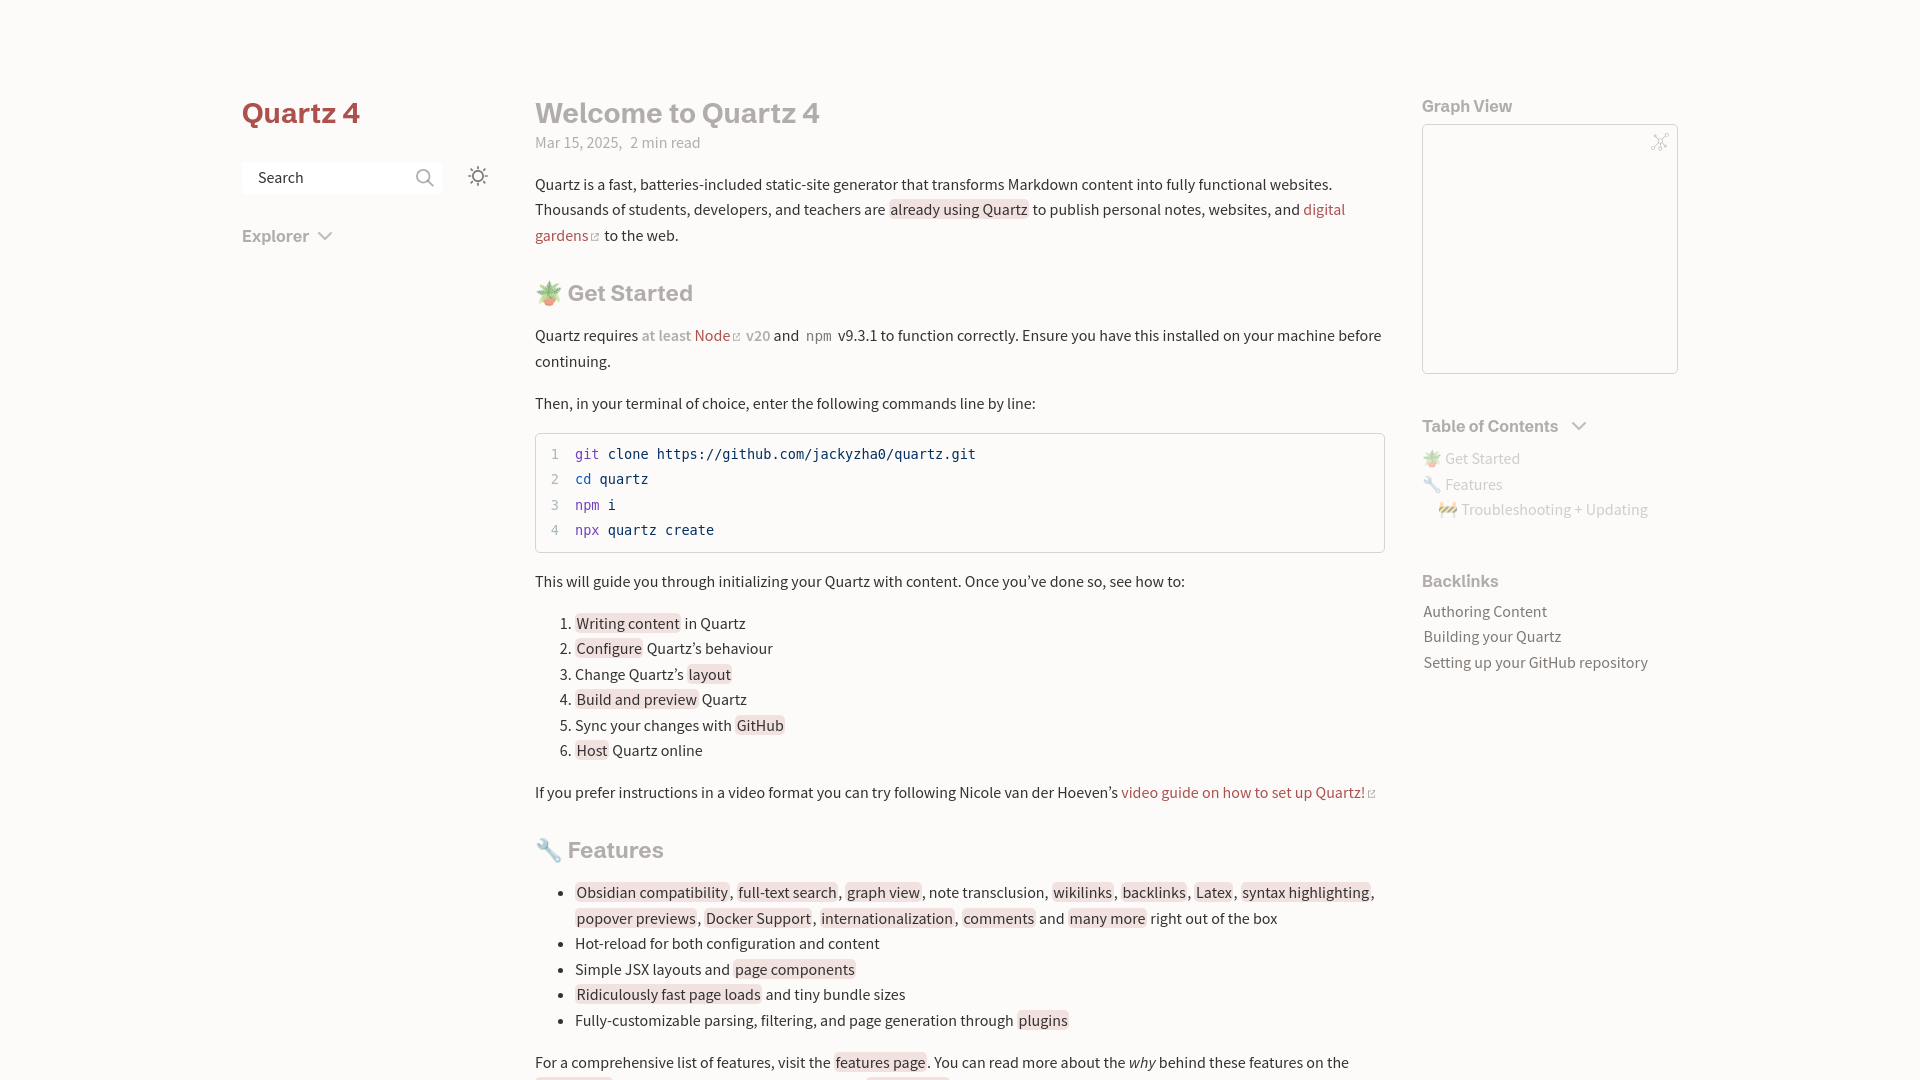 Quartz 4
Search
Explorer
Welcome to Quartz 4
Mar 15, 2025, 2 min read
Quartz is a fast, batteries-included static-site generator that transforms Markdown content into fully functional websites.
Thousands of students, developers, and teachers are already using Quartz to publish personal notes, websites, and digital
gardens to the web.
🪴 Get Started
Quartz requires at least Node v20 and npm v9.3.1 to function correctly. Ensure you have this installed on your machine before
continuing.
Then, in your terminal of choice, enter the following commands line by line:
1 git clone https://github.com/jackyzha0/quartz.git
2 cd quartz
3 npm i
4 npx quartz create
This will guide you through initializing your Quartz with content. Once you’ve done so, see how to:
1. Writing content in Quartz
2. Configure Quartz’s behaviour
3. Change Quartz’s layout
4. Build and preview Quartz
5. Sync your changes with GitHub
6. Host Quartz online
If you prefer instructions in a video format you can try following Nicole van der Hoeven’s video guide on how to set up Quartz!
🔧 Features
• Obsidian compatibility, full-text search, graph view, note transclusion, wikilinks, backlinks, Latex, syntax highlighting,
popover previews, Docker Support, internationalization, comments and many more right out of the box
• Hot-reload for both configuration and content
• Simple JSX layouts and page components
• Ridiculously fast page loads and tiny bundle sizes
• Fully-customizable parsing, filtering, and page generation through plugins
For a comprehensive list of features, visit the features page. You can read more about the why behind these features on the
Graph View
Table of Contents
🪴 Get Started
🔧 Features
🚧 Troubleshooting + Updating
Backlinks
Authoring Content
Building your Quartz
Setting up your GitHub repository